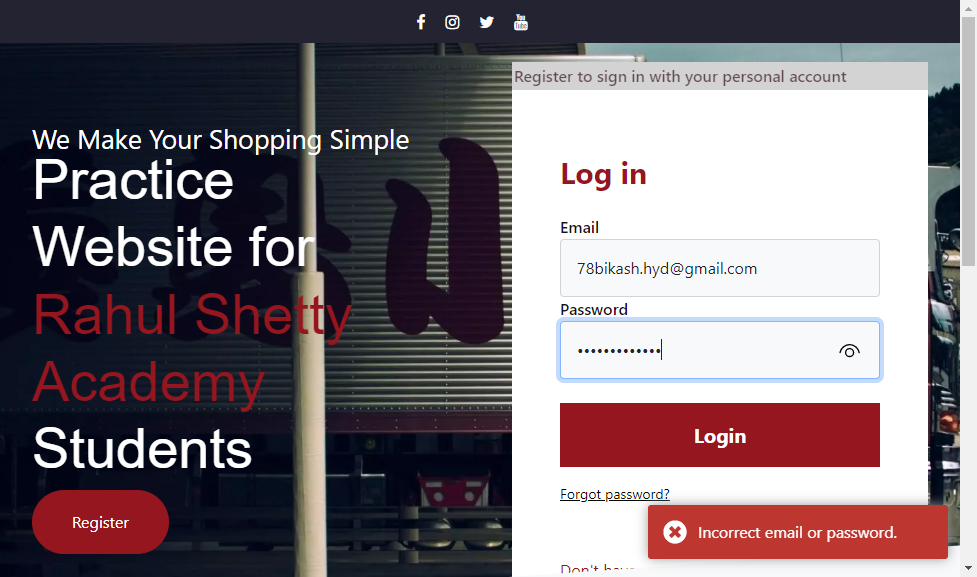 You Tube
Register to sign in with your personal account
We Make Your Shopping Simple
Practice
Website for
Rahul Shetty
Academy
Students
Register
Log in
Email
78bikash.hyd@gmail.com
Password
Login
Forgot password?
Incorrect email or password.
Don't have